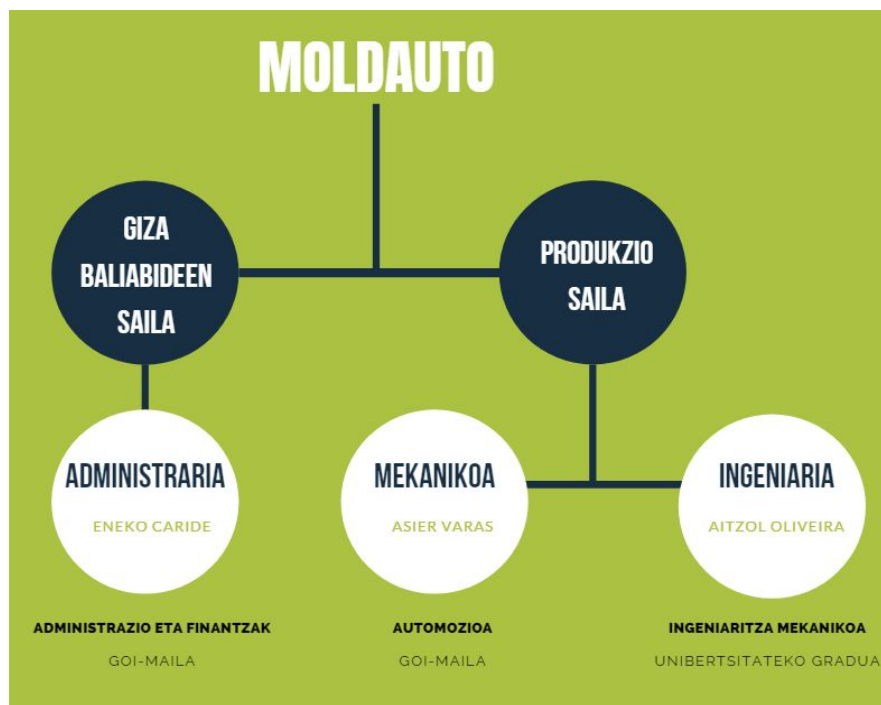 MOLDAUTO
GIZA
BALIABIDEEN
SAILA
PRODUKZIO
SAILA
ADMINISTRARIA
ENEKO CARIDE
MEKANIKOA
ASIER VARAS
INGENIARIA
AITZOL OLIVEIRA
ADMINISTRAZIO ETA FINANTZAK
GOI-MAILA
AUTOMOZIOA
GOI-MAILA
INGENIARITZA MEKANIKOA
UNIBERTSITATEKO GRADUA